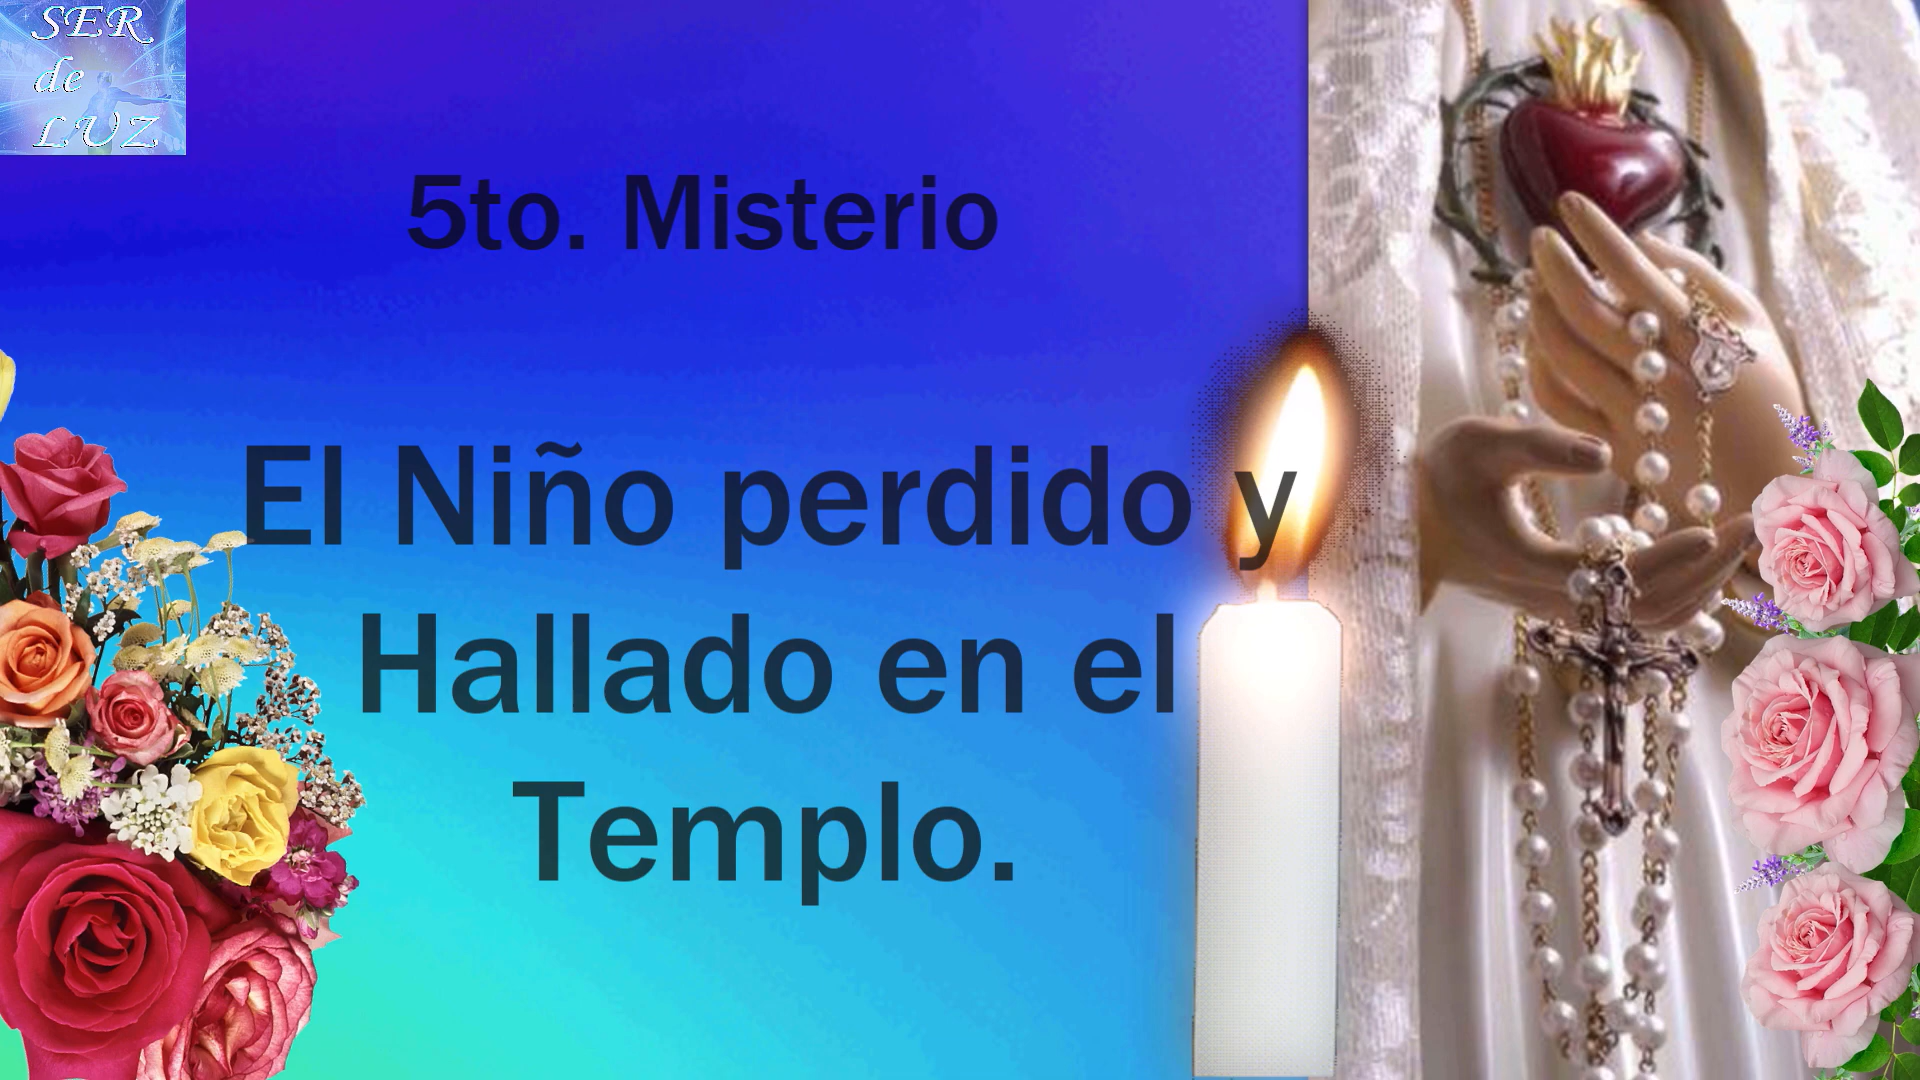 SER
de
LUZ
5to. Misterio
El Niño perdido y
Hallado en el
Templo.